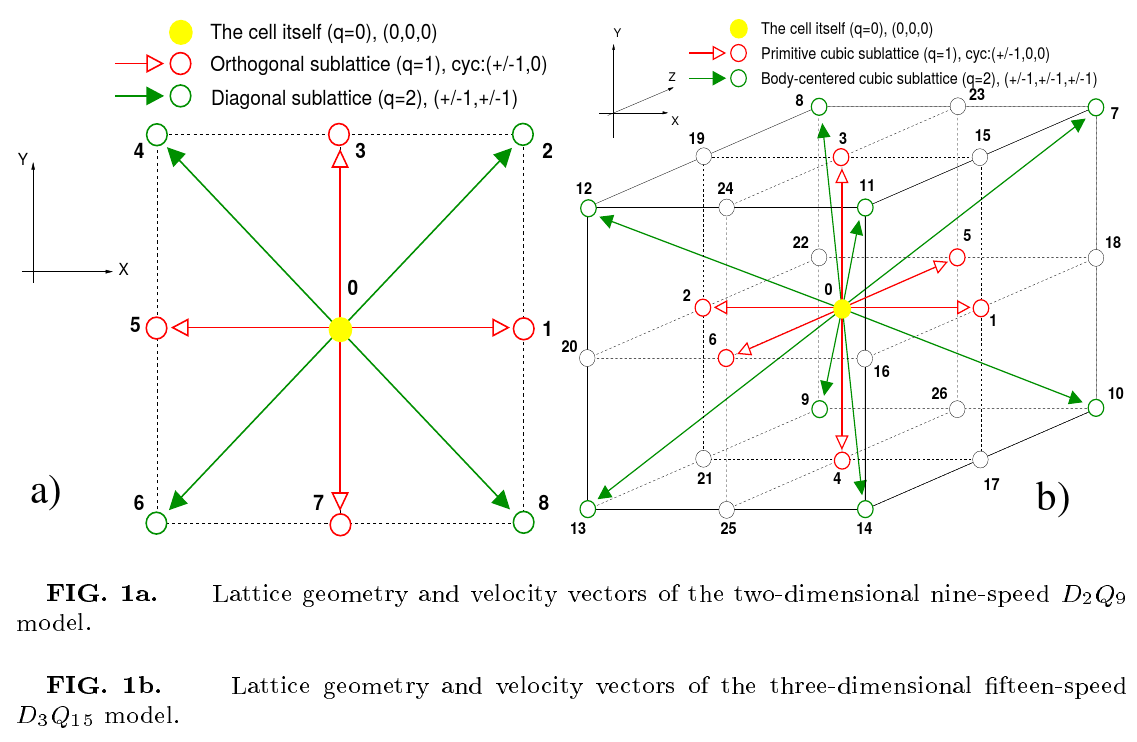 The cell itself (q=0), (0,0,0)
Orthogonal sublattice (q=1), cyc:(+/-1,0)
Diagonal sublattice (q=2), (+/-1,+/-1)
Y
X
4
3
2
0
5
1
6
7
8
a)
The cell itself (q=0), (0,0,0)
Primitive cubic sublattice (q=1), cyc:(+/-1,0,0)
Body-centered cubic sublattice (q=2), (+/-1,+/-1,+/-1)
Y
Z
X
8
23
7
19
3
15
12
24
11
22
5
18
2
0
1
20
6
16
9
26
10
21
4
17
13
25
14
b)
FIG. 1a. Lattice geometry and velocity vectors of the two-dimensional nine-speed D₂Q₉
model.
FIG. 1b. Lattice geometry and velocity vectors of the three-dimensional fifteen-speed
D₃Q₁₅ model.